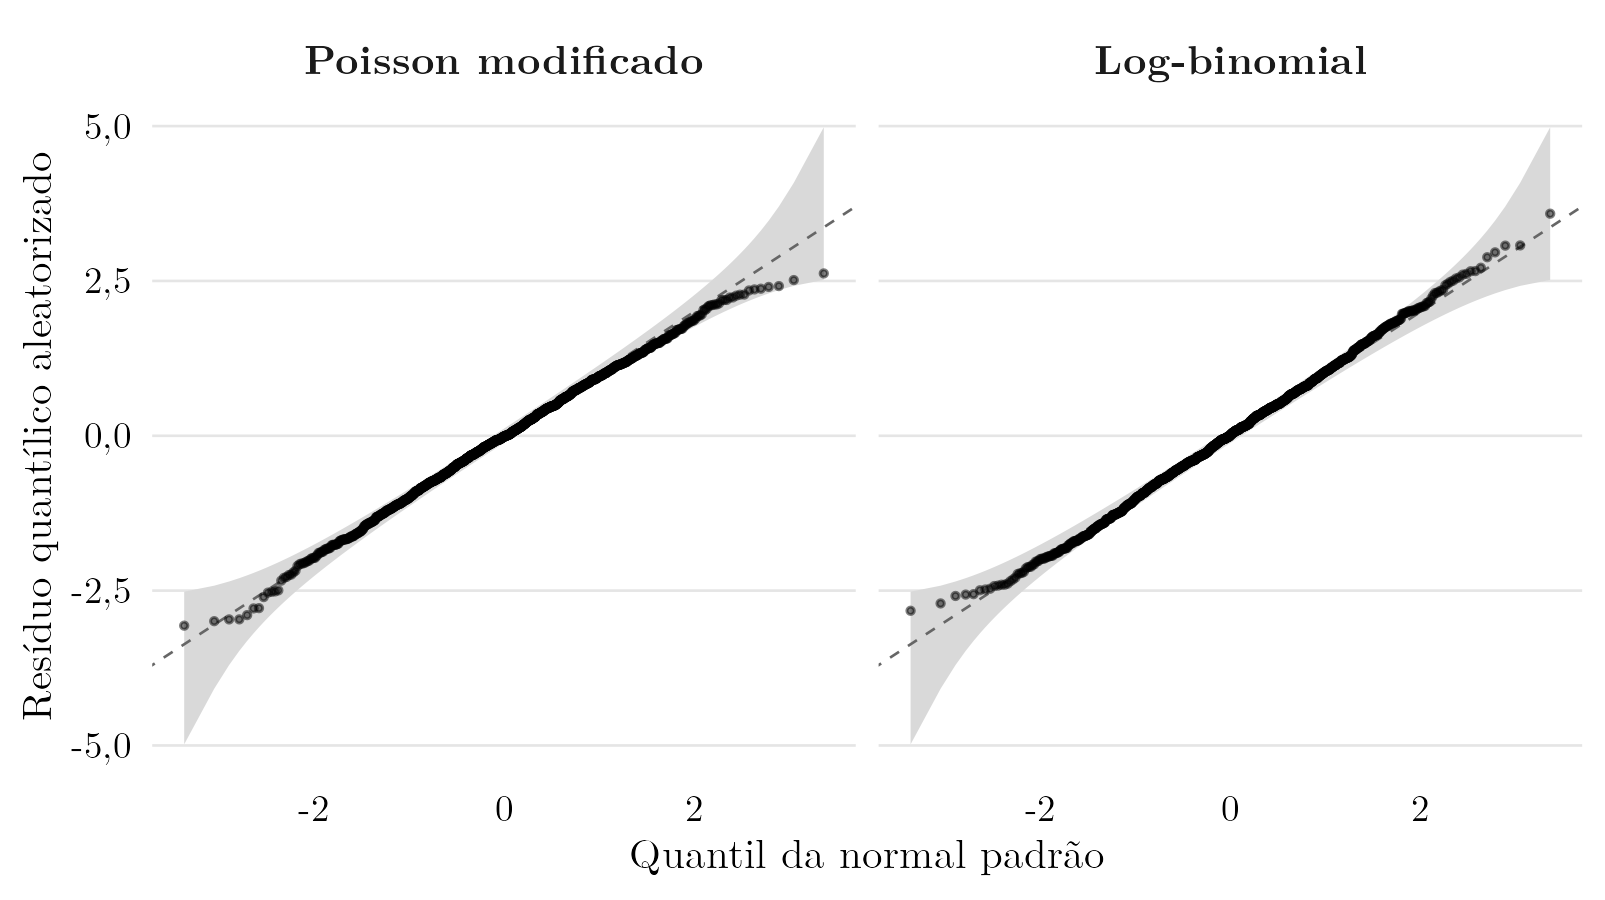 Poisson modificado
Log-binomial
Resíduo quantílico aleatorizado
5,0
2,5
0,0
-2,5
-5,0
-2 0 2
-2 0 2
Quantil da normal padrão